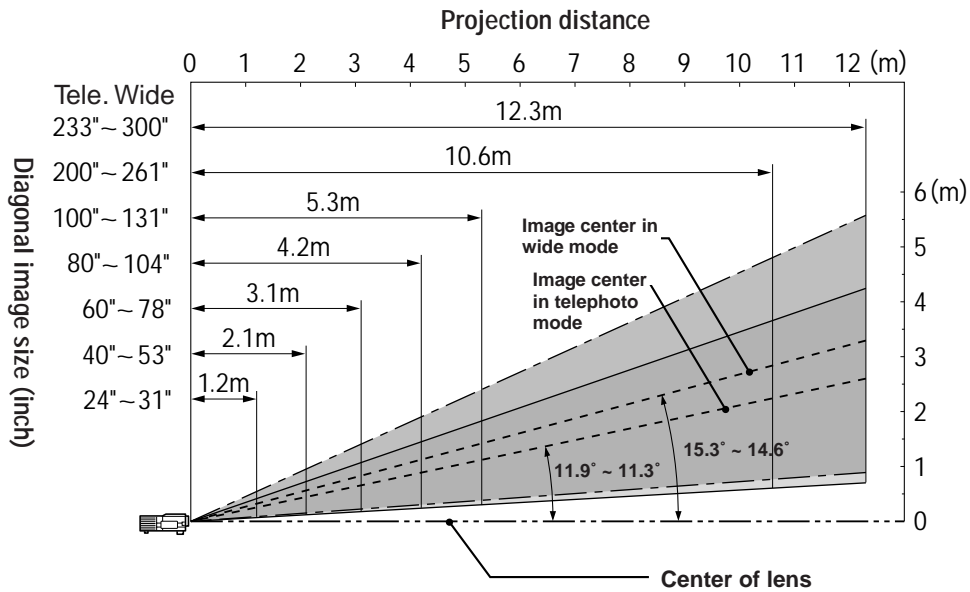 Projection distance
0 1 2 3 4 5 6 7 8 9 10 11 12 (m)
Tele. Wide
233"~ 300"
12.3m
200"~ 261"
10.6m
100"~ 131"
5.3m
80"~ 104"
4.2m
60"~ 78"
3.1m
40"~ 53"
2.1m
24"~ 31"
1.2m
Diagonal image size (inch)
Image center in
wide mode
Image center
in telephoto
mode
6 (m)
5
4
3
2
1
0
11.9° ~ 11.3°
15.3° ~ 14.6°
Center of lens